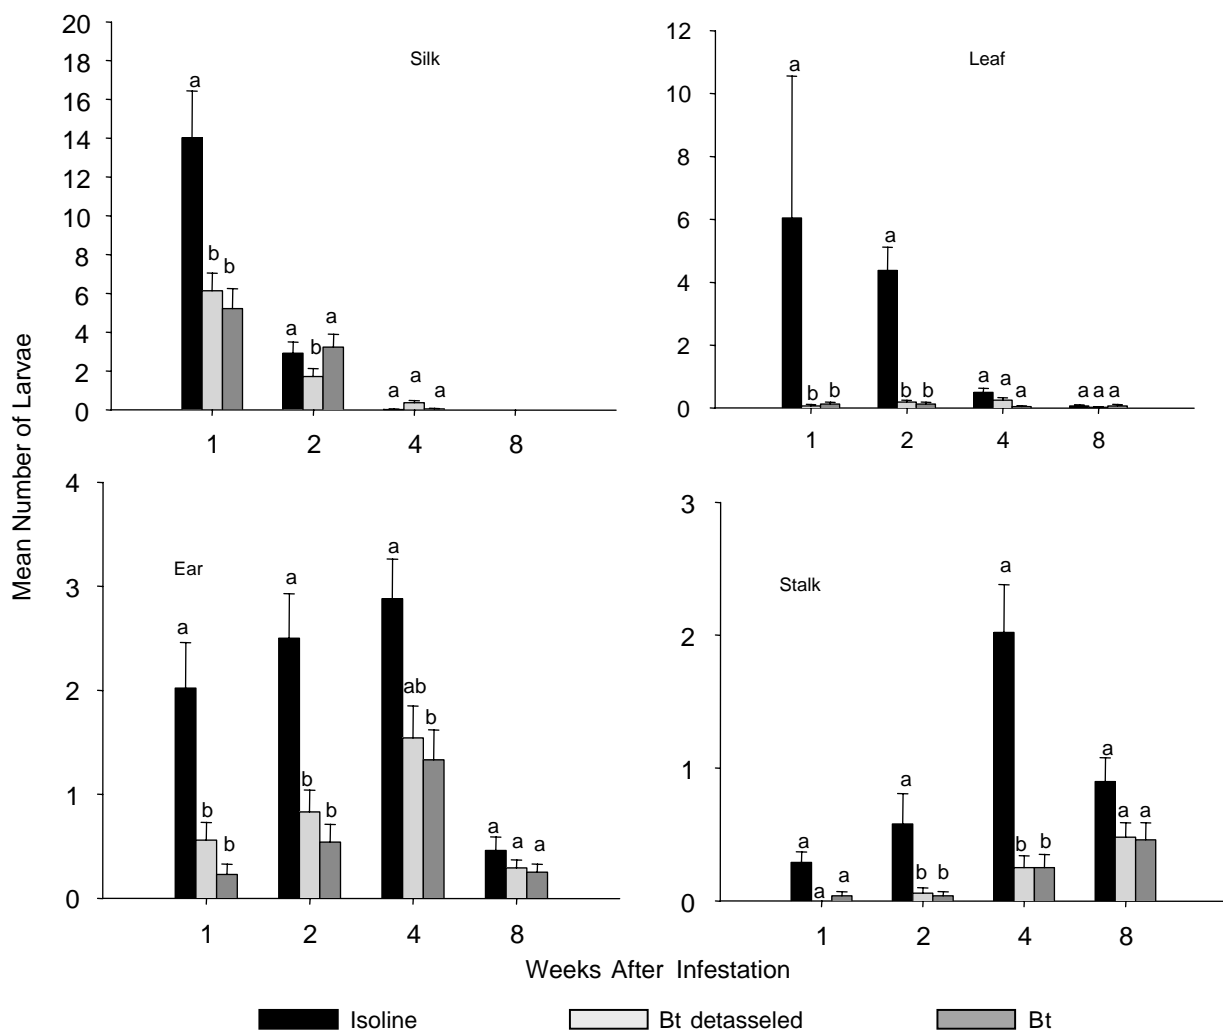 Mean Number of Larvae
Silk
20
18
16
14
12
10
8
6
4
2
0
a
b
b
a
b
a
a
a
a
1
2
4
8
Leaf
12
10
8
6
4
2
0
a
b
b
a
b
b
a
a
a
a
a
a
1
2
4
8
Ear
4
3
2
1
0
a
b
b
a
b
b
a
ab
b
a
a
a
1
2
4
8
Stalk
3
2
1
0
a
a
a
a
b
b
a
b
b
a
a
a
1
2
4
8
Weeks After Infestation
Isoline
Bt detasseled
Bt